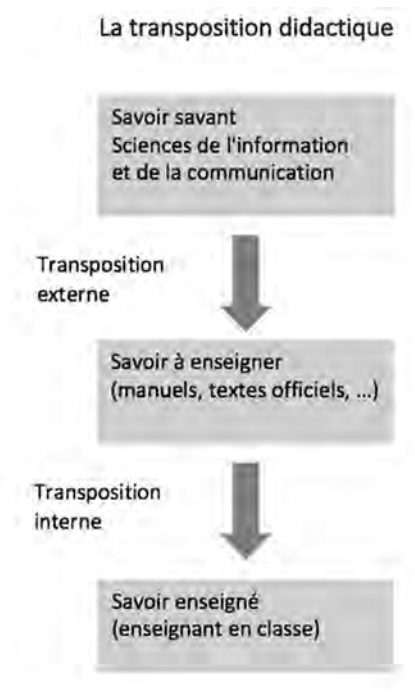 La transposition didactique
Savoir savant
Sciences de l'information
et de la communication
Transposition
externe
Savoir à enseigner
(manuels, textes officiels, ...)
Transposition
interne
Savoir enseigné
(enseignant en classe)